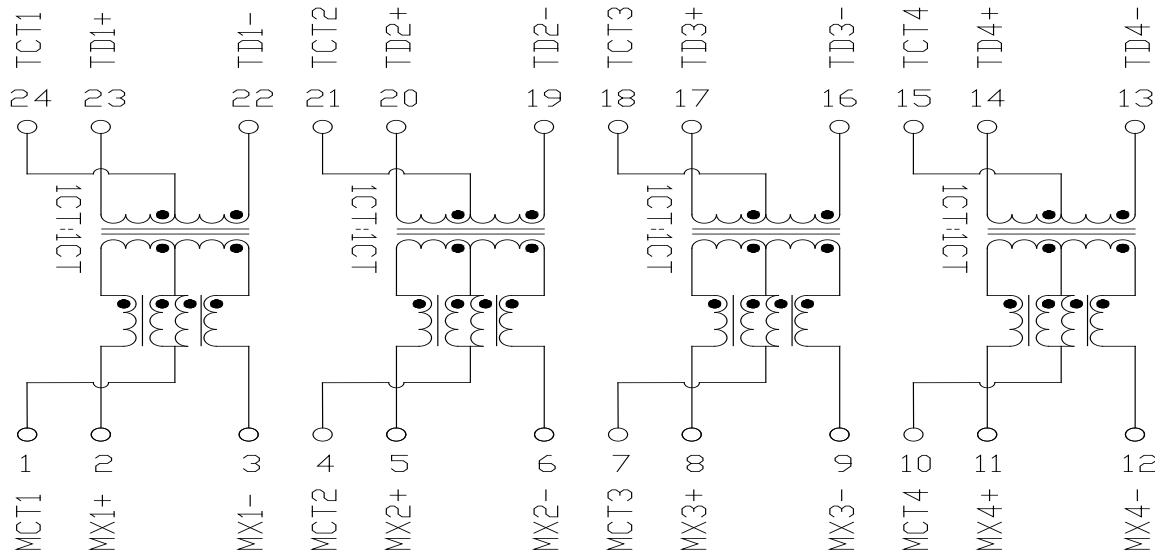 TCT1 TD1+ TD1- TCT2 TD2+ TD2- TCT3 TD3+ TD3- TCT4 TD4+ TD4-
24 23 22 21 20 19 18 17 16 15 14 13
1CT:1CT 1CT:1CT 1CT:1CT 1CT:1CT
1 2 3 4 5 6 7 8 9 10 11 12
MCT1 MX1+ MX1- MCT2 MX2+ MX2- MCT3 MX3+ MX3- MCT4 MX4+ MX4-